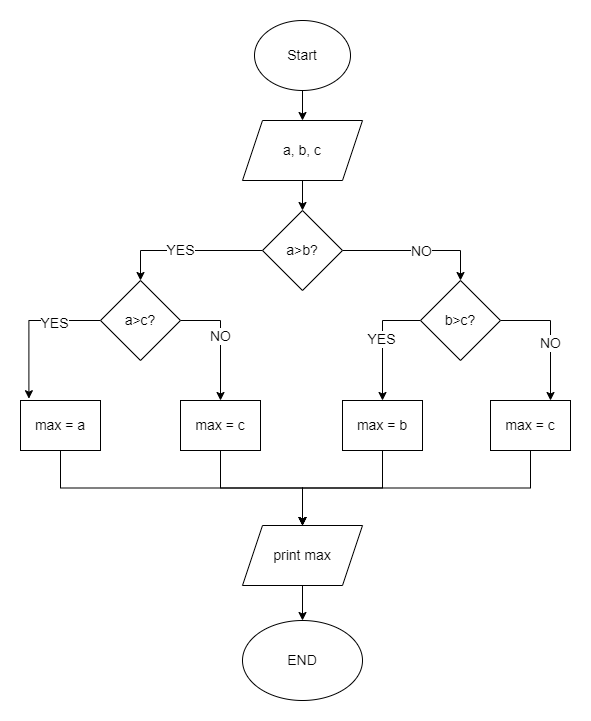 Start
a, b, c
a>b?
YES
NO
a>c?
b>c?
YES
NO
YES
NO
max = a
max = c
max = b
max = c
print max
END